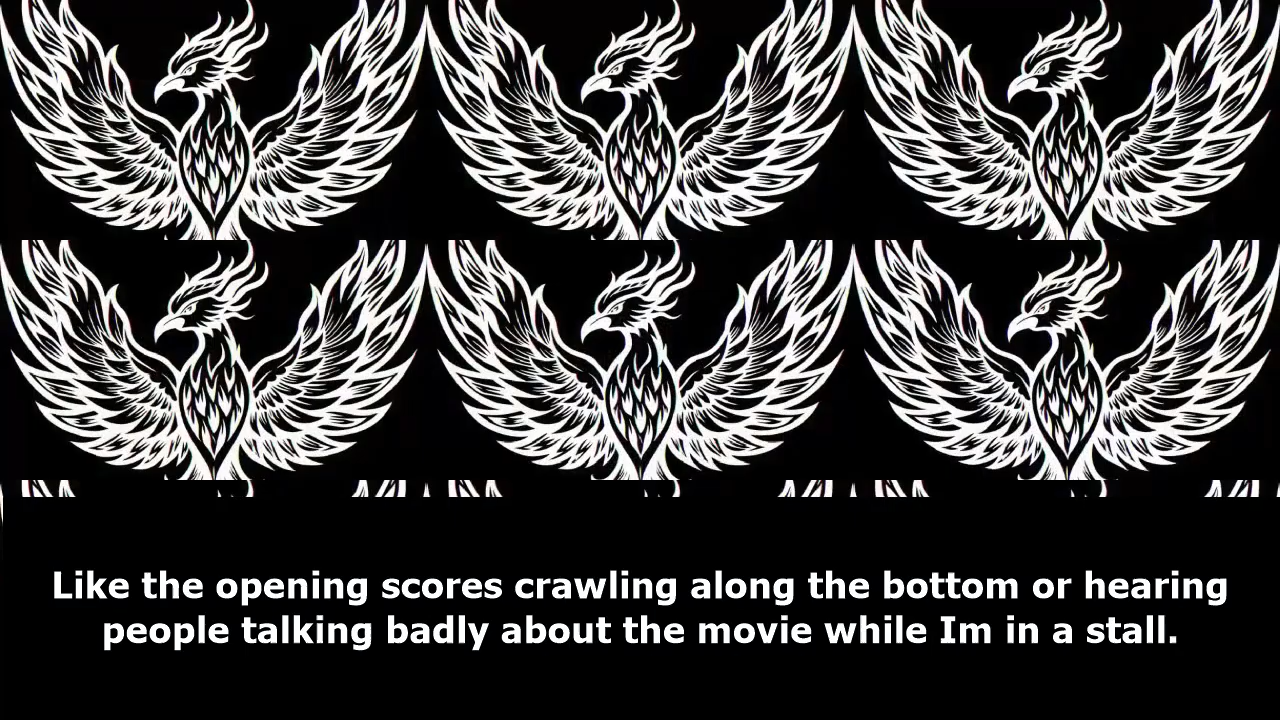 Like the opening scores crawling along the bottom or hearing
people talking badly about the movie while Im in a stall.